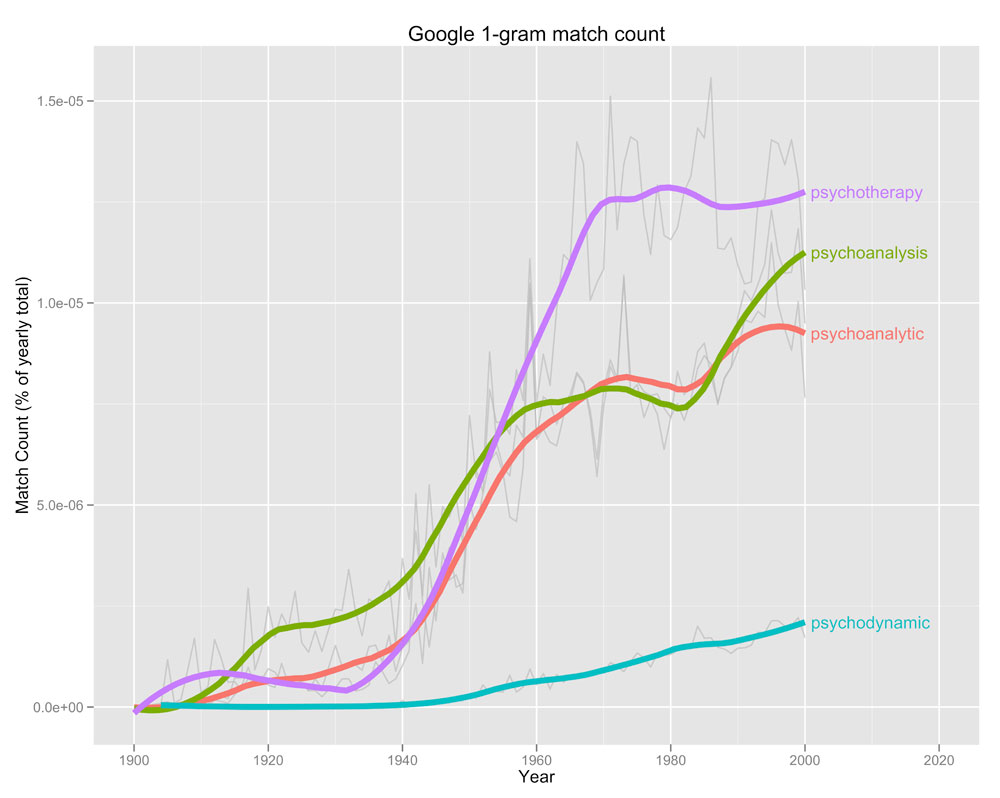 Google 1-gram match count
Match Count (% of yearly total)
1.5e-05
1.0e-05
5.0e-06
0.0e+00
psychotherapy
psychoanalysis
psychoanalytic
psychodynamic
1900 1920 1940 1960 1980 2000 2020
Year